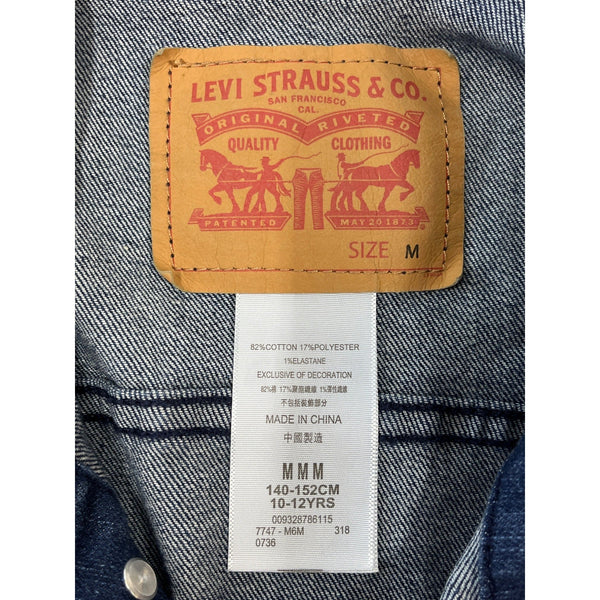 LEVI STRAUSS & CO.
SAN FRANCISCO
CAL.
ORIGINAL RIVETED
QUALITY CLOTHING
PATENTED MAY 20 1873
SIZE M
82%COTTON 17%POLYESTER
1%ELASTANE
EXCLUSIVE OF DECORATION
82%棉 17%聚酯纖維 1%彈性纖維
不包括裝飾部分
MADE IN CHINA
中國製造
M M M
140-152CM
10-12YRS
009328786115
7747 - M6M 318
0736